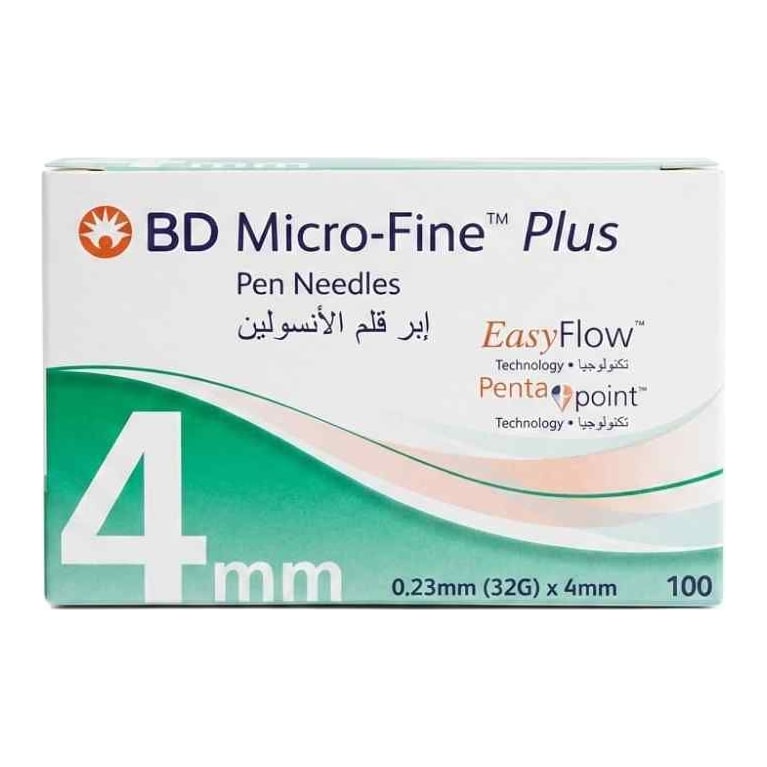 BD Micro-Fine™ Plus
Pen Needles
إبر قلم الأنسولين
EasyFlow™
Technology • تكنولوجيا
Penta point™
Technology • تكنولوجيا
4mm
0.23mm (32G) x 4mm 100